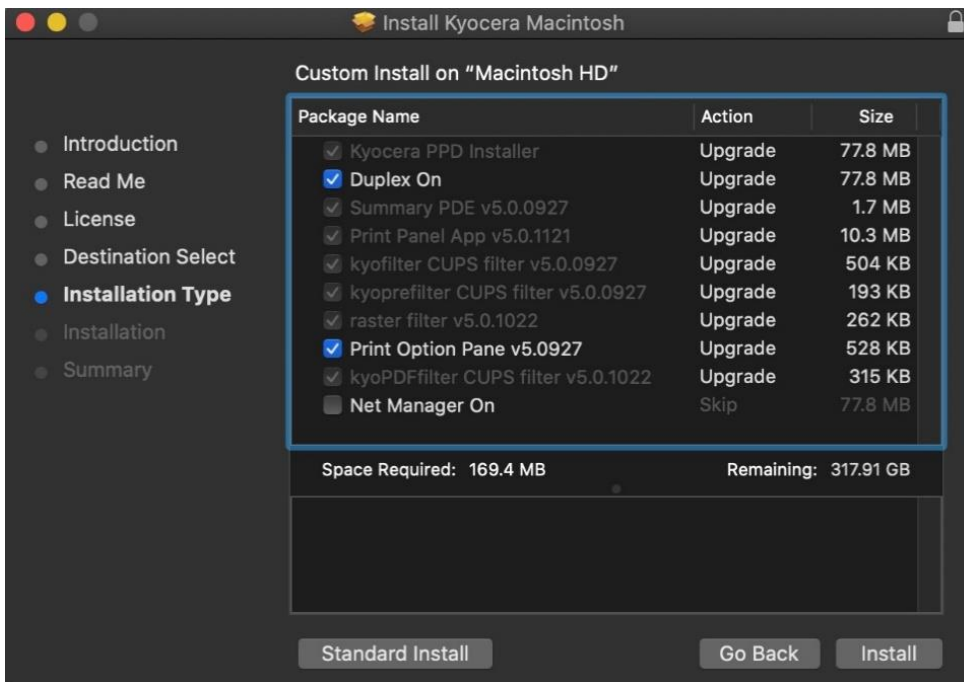 Install Kyocera Macintosh
Custom Install on "Macintosh HD"
Introduction
Read Me
License
Destination Select
Installation Type
Installation
Summary
Package Name Action Size
Kyocera PPD Installer Upgrade 77.8 MB
Duplex On Upgrade 77.8 MB
Summary PDE v5.0.0927 Upgrade 1.7 MB
Print Panel App v5.0.1121 Upgrade 10.3 MB
kyofilter CUPS filter v5.0.0927 Upgrade 504 KB
kyoprefilter CUPS filter v5.0.0927 Upgrade 193 KB
raster filter v5.0.1022 Upgrade 262 KB
Print Option Pane v5.0927 Upgrade 528 KB
kyoPDFfilter CUPS filter v5.0.1022 Upgrade 315 KB
Net Manager On Skip 77.8 MB
Space Required: 169.4 MB Remaining: 317.91 GB
Standard Install Go Back Install